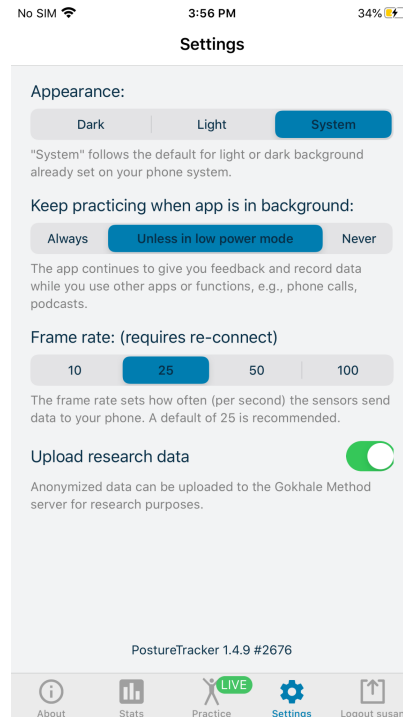 No SIM 3:56 PM 34%
Settings
Appearance:
Dark Light System
"System" follows the default for light or dark background
already set on your phone system.
Keep practicing when app is in background:
Always Unless in low power mode Never
The app continues to give you feedback and record data
while you use other apps or functions, e.g., phone calls,
podcasts.
Frame rate: (requires re-connect)
10 25 50 100
The frame rate sets how often (per second) the sensors send
data to your phone. A default of 25 is recommended.
Upload research data
Anonymized data can be uploaded to the Gokhale Method
server for research purposes.
PostureTracker 1.4.9 #2676
LIVE
About Stats Practice Settings Logout susan